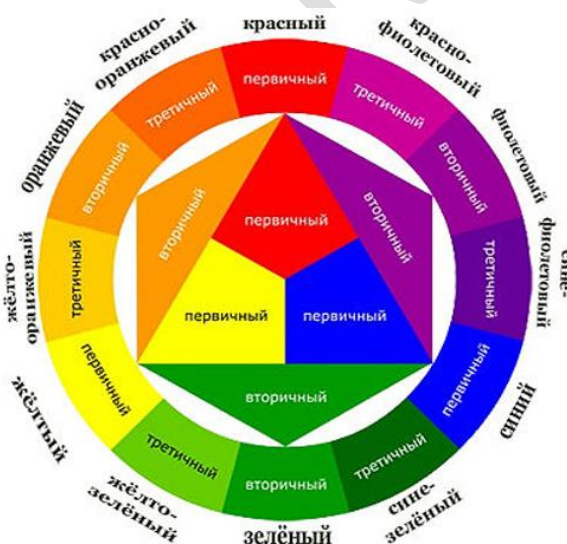 красный
красно-
фиолетовый
фиолетовый
сине-
фиолетовый
синий
сине-
зелёный
зелёный
жёлто-
зелёный
жёлтый
жёлто-
оранжевый
оранжевый
красно-
оранжевый
первичный
третичный
вторичный
третичный
первичный
третичный
вторичный
третичный
первичный
третичный
вторичный
третичный
первичный
вторичный
вторичный
первичный
первичный
вторичный